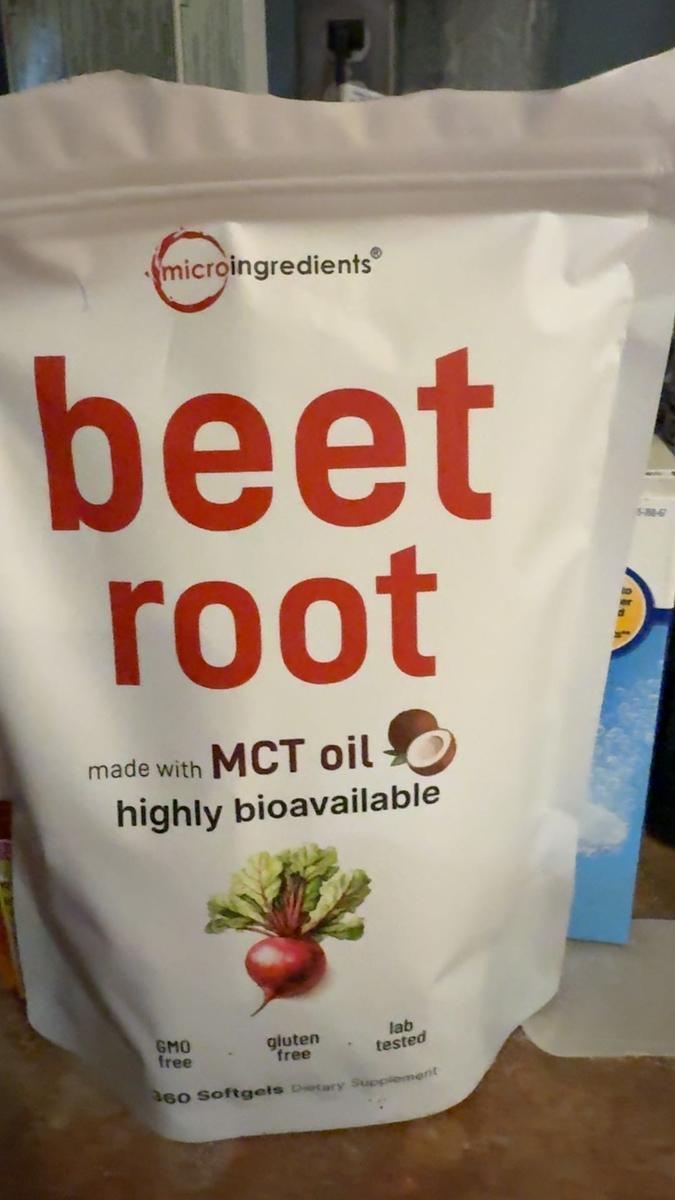 microingredients®
beet
root
made with MCT oil
highly bioavailable
GMO free
gluten free
lab tested
360 Softgels Dietary Supplement